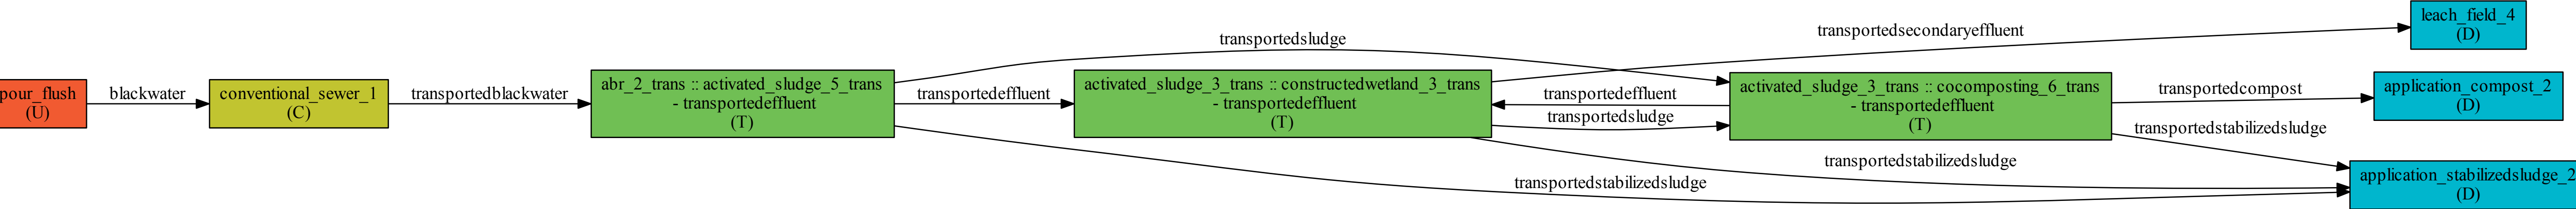 pour_flush
(U)
blackwater
conventional_sewer_1
(C)
transportedblackwater
abr_2_trans :: activated_sludge_5_trans
- transportedeffluent
(T)
transportedsludge
transportedeffluent
transportedstabilizedsludge
activated_sludge_3_trans :: constructedwetland_3_trans
- transportedeffluent
(T)
transportedeffluent
transportedsludge
transportedsecondaryeffluent
transportedstabilizedsludge
activated_sludge_3_trans :: cocomposting_6_trans
- transportedeffluent
(T)
transportedcompost
transportedstabilizedsludge
leach_field_4
(D)
application_compost_2
(D)
application_stabilizedsludge_2
(D)